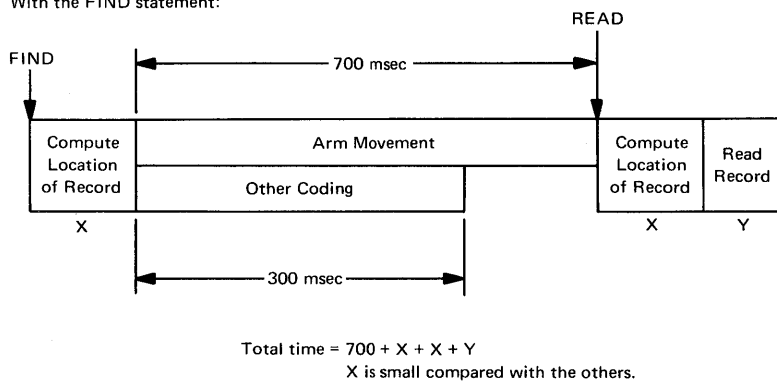 With the FIND statement:
READ
FIND
700 msec
Compute
Location
of Record
Arm Movement
Other Coding
Compute
Location
of Record
Read
Record
X
X
Y
300 msec
Total time = 700 + X + X + Y
X is small compared with the others.